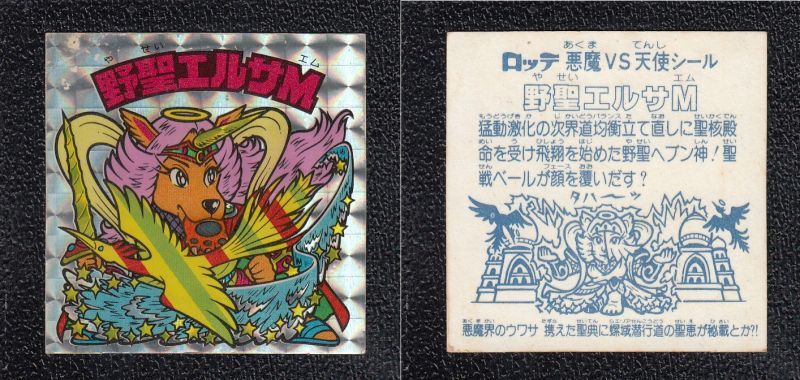 野聖エルサM
やせい エム
あくま てんし
ロッテ 悪魔VS天使シール
やせい エム
野聖エルサM
猛動激化の次界道均衡立て直しに聖核殿
命を受け飛翔を始めた野聖ヘブン神!聖
戦ベールが顔を覆いだす?
タハーッ
悪魔界のウワサ 携えた聖典に螺域潜行道の聖恵が秘載とか?!